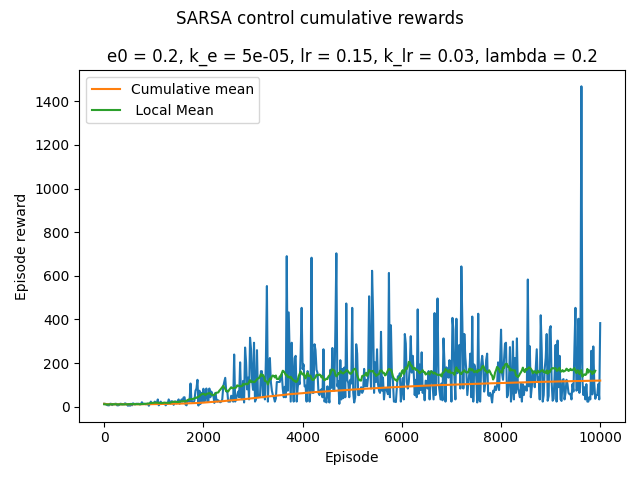 SARSA control cumulative rewards
e0 = 0.2, k_e = 5e-05, lr = 0.15, k_lr = 0.03, lambda = 0.2
Cumulative mean
Local Mean
Episode reward
1400
1200
1000
800
600
400
200
0
0 2000 4000 6000 8000 10000
Episode